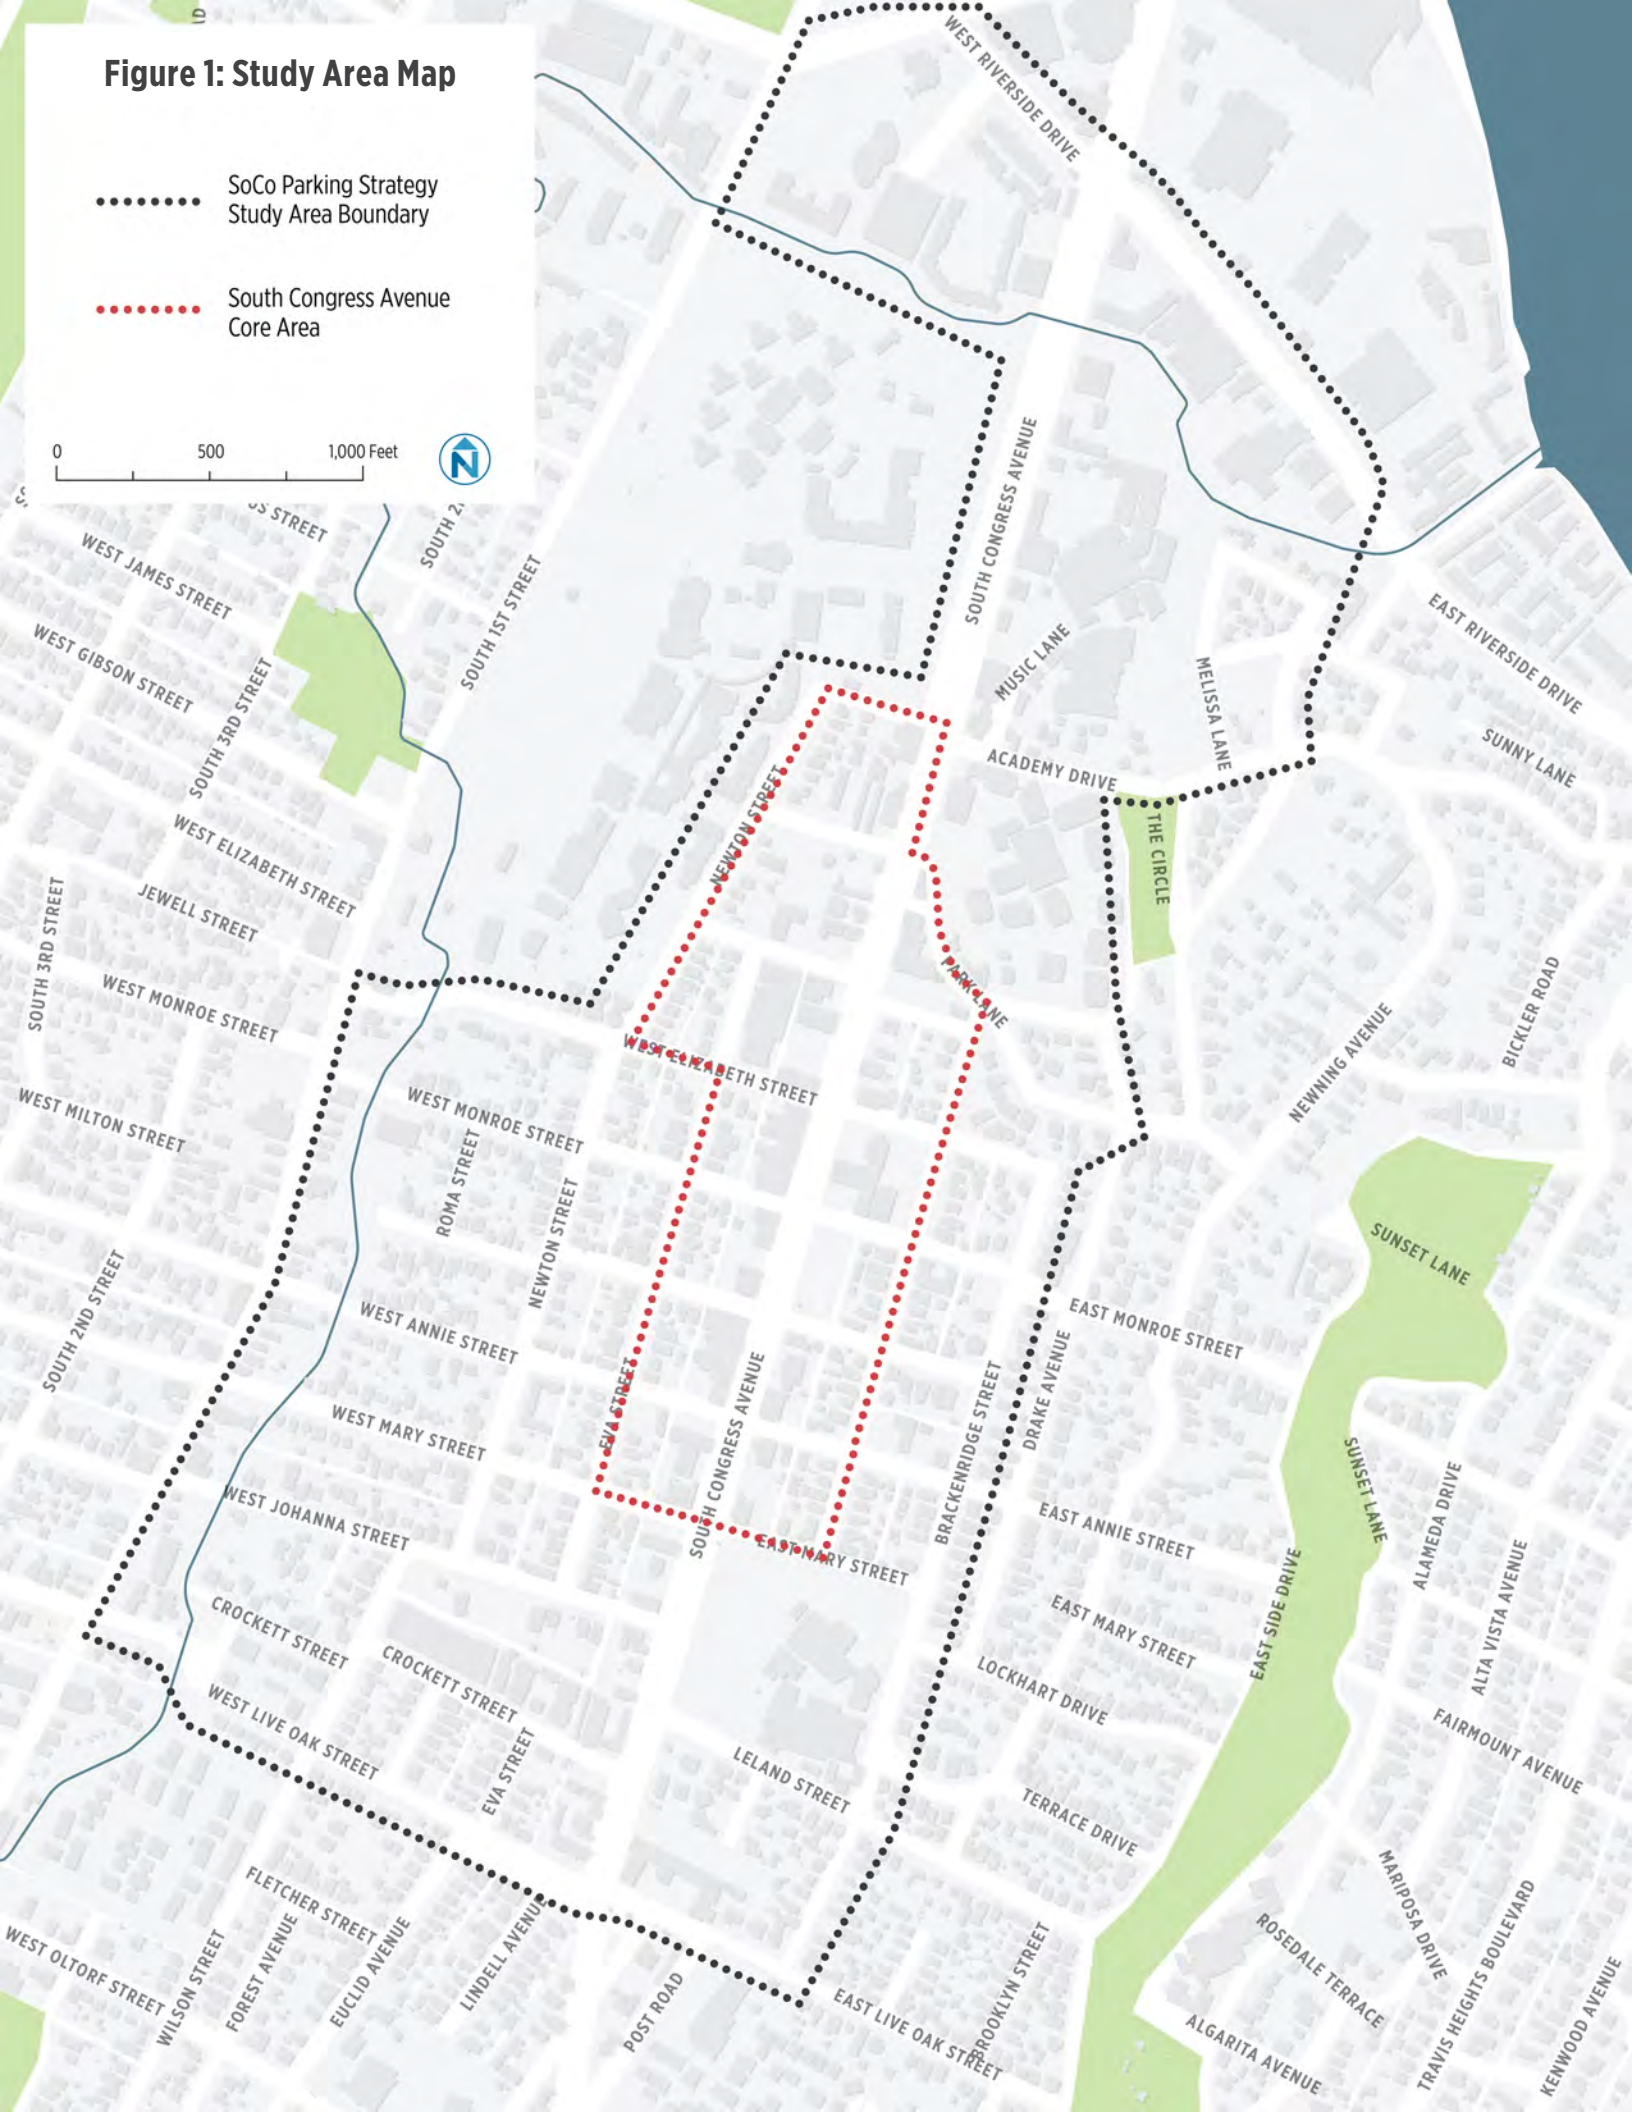 Figure 1: Study Area Map
SoCo Parking Strategy
Study Area Boundary
South Congress Avenue
Core Area
0 500 1,000 Feet
N
WEST RIVERSIDE DRIVE
SOUTH CONGRESS AVENUE
WEST JAMES STREET
STREET
SOUTH
SOUTH 1ST STREET
WEST GIBSON STREET
SOUTH 3RD STREET
MUSIC LANE
MELISSA LANE
EAST RIVERSIDE DRIVE
SUNNY LANE
ACADEMY DRIVE
NEWTON STREET
THE CIRCLE
WEST ELIZABETH STREET
JEWELL STREET
SOUTH 3RD STREET
WEST MONROE STREET
PARK LANE
BICKLER ROAD
NEWNING AVENUE
WEST ELIZABETH STREET
WEST MILTON STREET
WEST MONROE STREET
ROMA STREET
NEWTON STREET
SUNSET LANE
SOUTH 2ND STREET
WEST ANNIE STREET
EAST MONROE STREET
EVA STREET
SOUTH CONGRESS AVENUE
BRACKENRIDGE STREET
DRAKE AVENUE
WEST MARY STREET
SUNSET LANE
ALAMEDA DRIVE
WEST JOHANNA STREET
EAST MARY STREET
EAST ANNIE STREET
EAST SIDE DRIVE
ALTA VISTA AVENUE
CROCKETT STREET
CROCKETT STREET
EAST MARY STREET
LOCKHART DRIVE
WEST LIVE OAK STREET
EVA STREET
LELAND STREET
TERRACE DRIVE
FAIRMOUNT AVENUE
FLETCHER STREET
MARIPOSA DRIVE
WEST OLTORF STREET
WILSON STREET
FOREST AVENUE
EUCLID AVENUE
LINDELL AVENUE
POST ROAD
EAST LIVE OAK STREET
BROOKLYN STREET
ROSEDALE TERRACE
TRAVIS HEIGHTS BOULEVARD
ALGARITA AVENUE
KENWOOD AVENUE